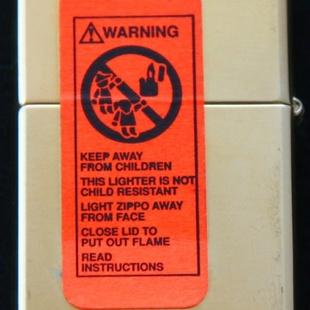 WARNING
KEEP AWAY
FROM CHILDREN
THIS LIGHTER IS NOT
CHILD RESISTANT
LIGHT ZIPPO AWAY
FROM FACE
CLOSE LID TO
PUT OUT FLAME
READ
INSTRUCTIONS